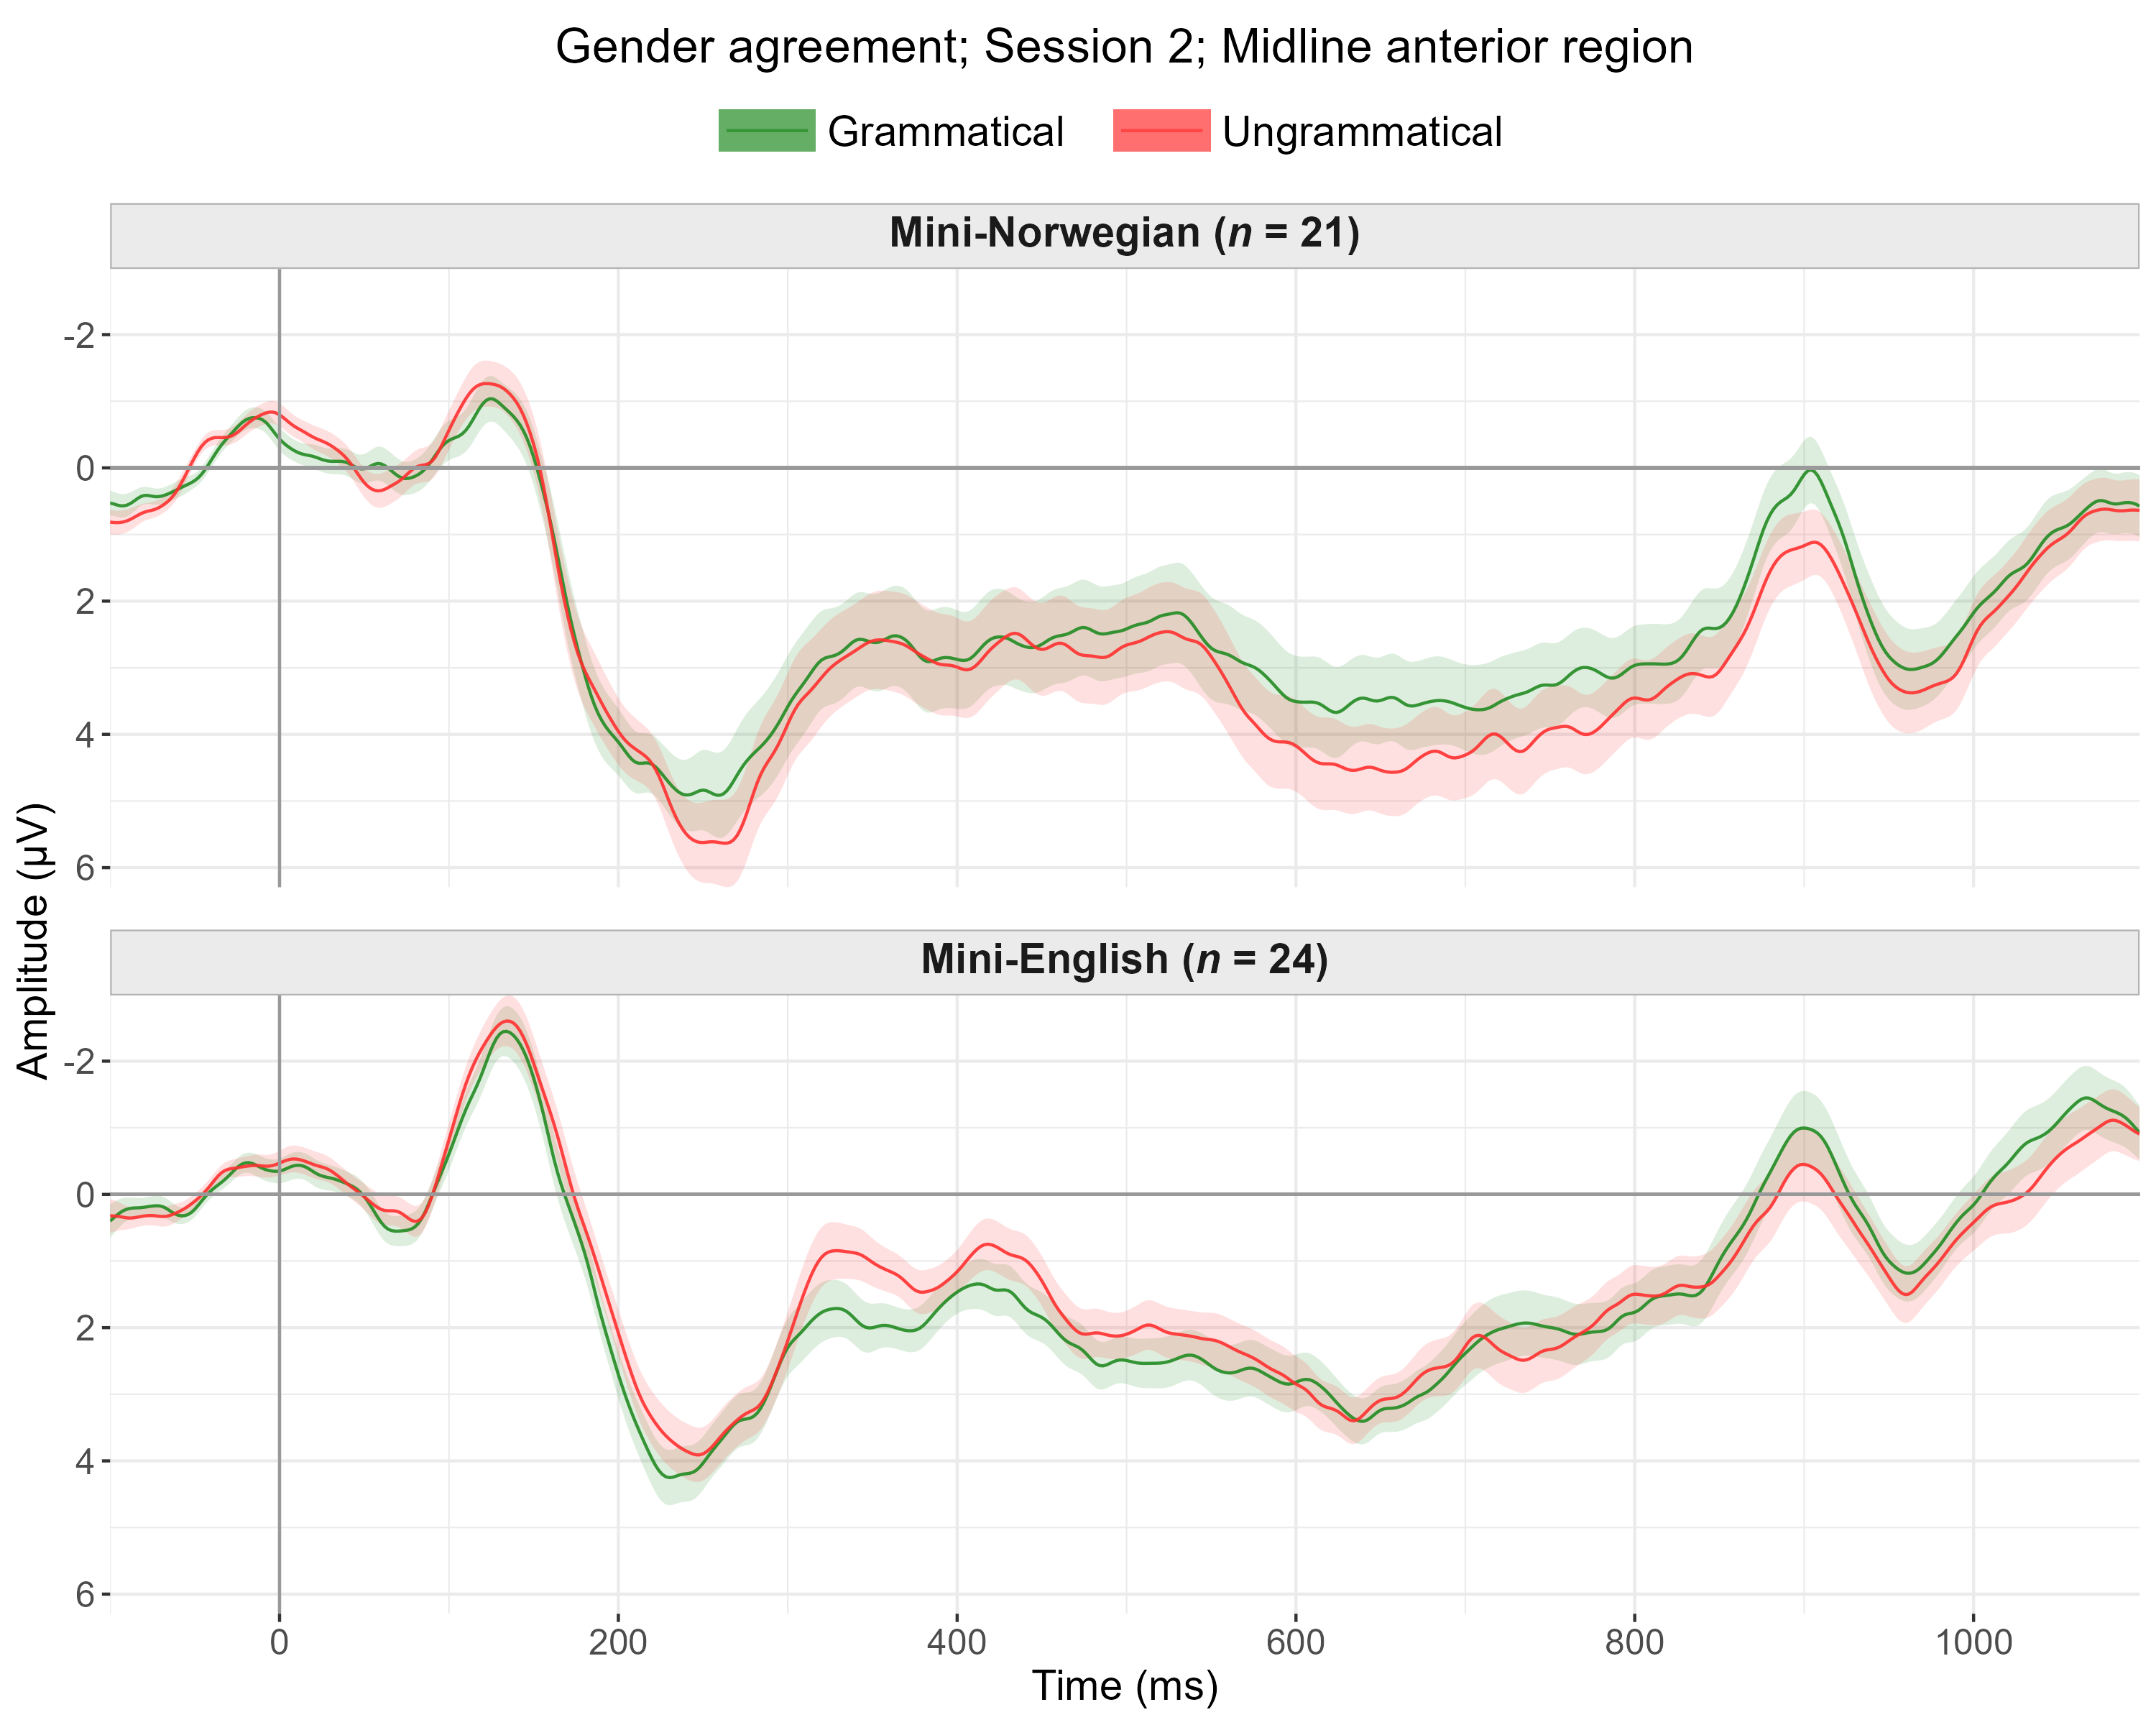 Gender agreement; Session 2; Midline anterior region
Grammatical Ungrammatical
Mini-Norwegian (n = 21)
-2
0
2
4
6
Mini-English (n = 24)
-2
0
2
4
6
Amplitude (µV)
0 200 400 600 800 1000
Time (ms)